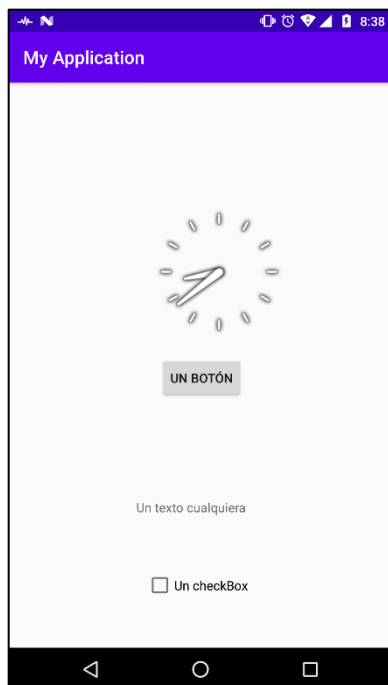 8:38
My Application
UN BOTÓN
Un texto cualquiera
Un checkBox